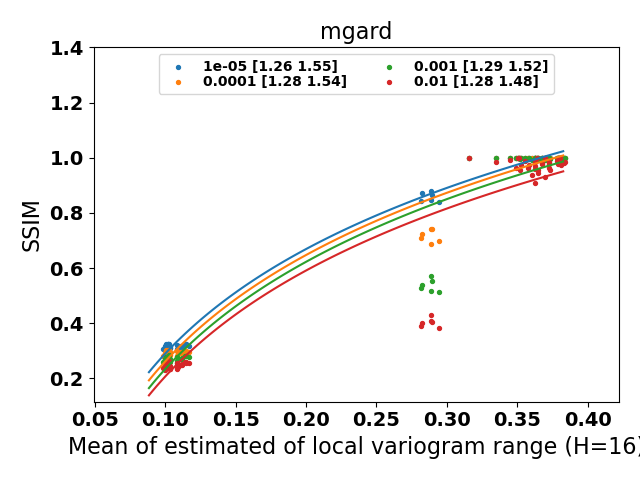 mgard
1e-05 [1.26 1.55]
0.0001 [1.28 1.54]
0.001 [1.29 1.52]
0.01 [1.28 1.48]
SSIM
1.4
1.2
1.0
0.8
0.6
0.4
0.2
0.05 0.10 0.15 0.20 0.25 0.30 0.35 0.40
Mean of estimated of local variogram range (H=16)